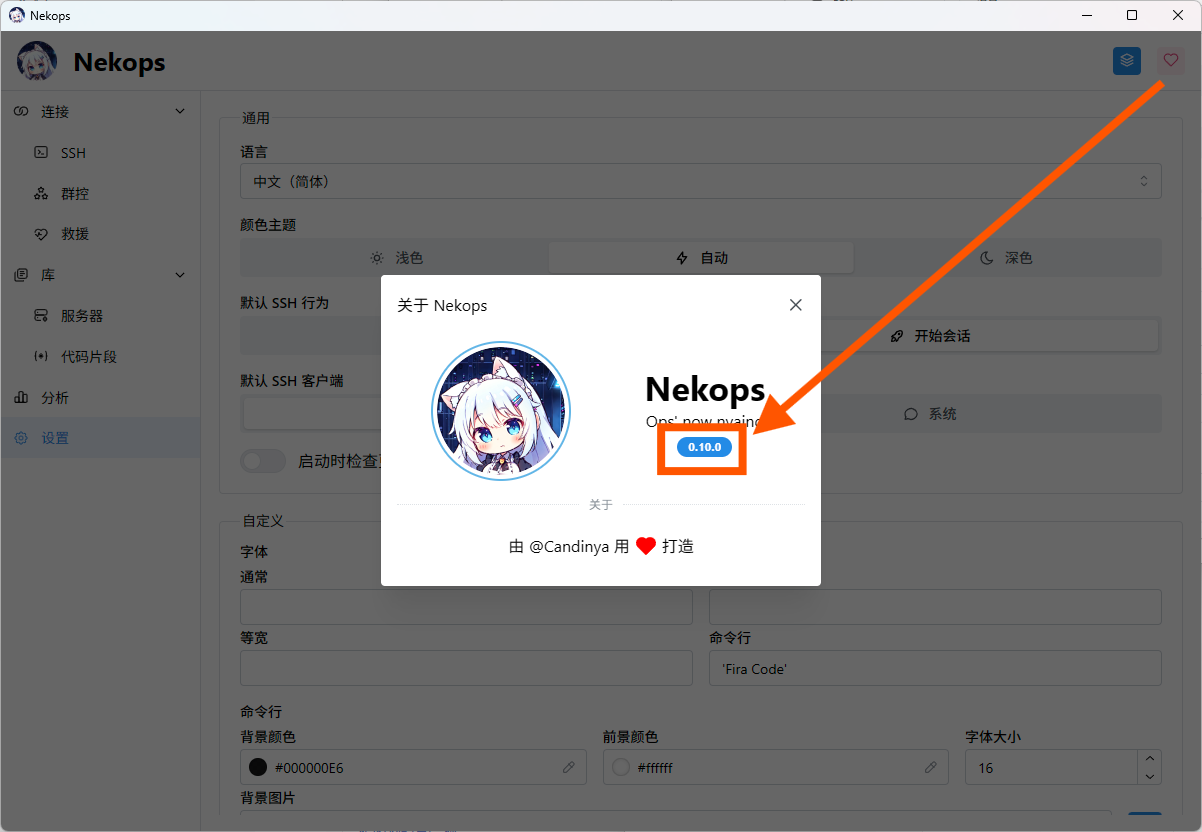 Nekops
Nekops
连接
SSH
群控
救援
库
服务器
代码片段
分析
设置
通用
语言
中文（简体）
颜色主题
浅色
自动
深色
默认 SSH 行为
开始会话
默认 SSH 客户端
系统
启动时检查
关于 Nekops
Nekops
Ops' now nyaing
0.10.0
关于
由 @Candinya 用 打造
自定义
字体
通常
等宽
命令行
'Fira Code'
命令行
背景颜色
前景颜色
字体大小
#000000E6
#ffffff
16
背景图片